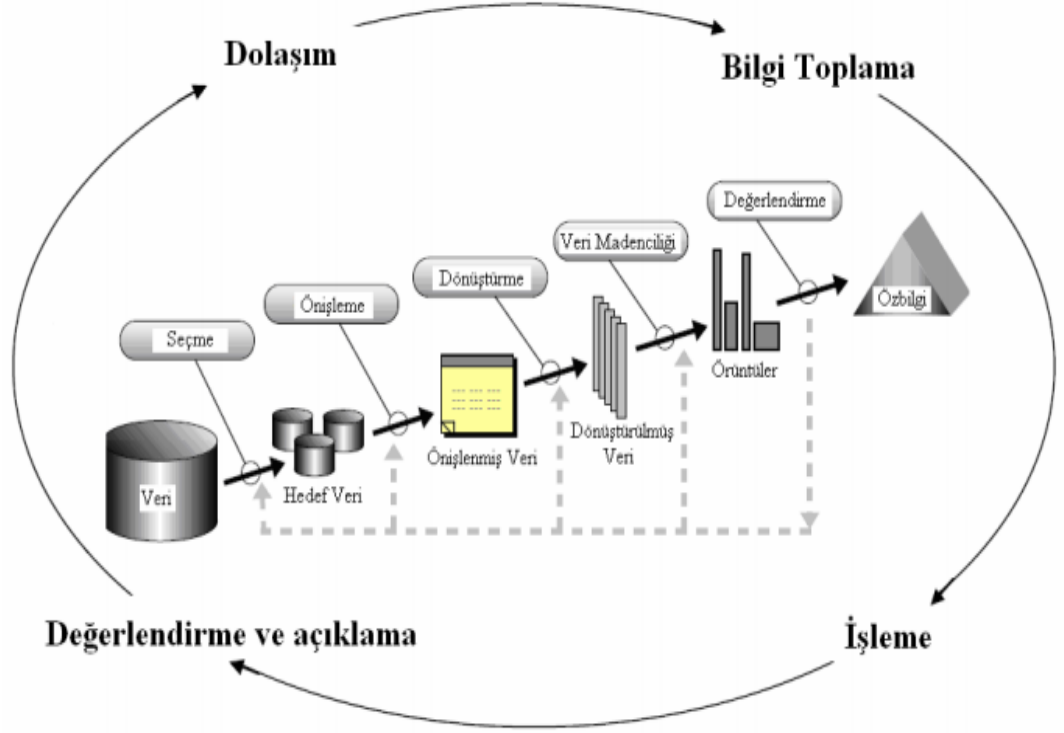 Dolaşım
Bilgi Toplama
Değerlendirme
Veri Madenciliği
Dönüştürme
Önişleme
Seçme
Özbilgi
Örüntüler
Dönüştürülmüş
Veri
Önişlenmiş Veri
Hedef Veri
Veri
Değerlendirme ve açıklama
İşleme